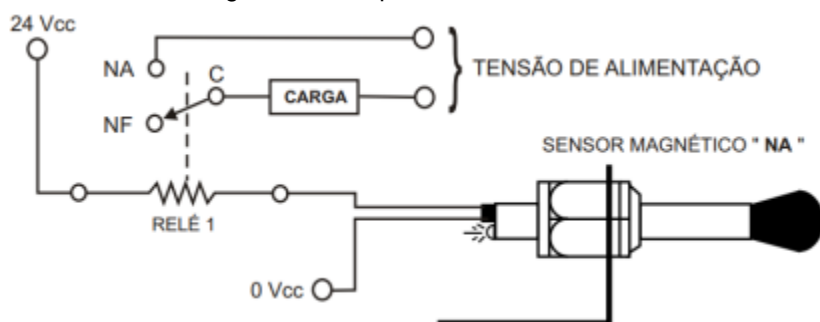 24 Vcc
NA
C
CARGA
TENSÃO DE ALIMENTAÇÃO
NF
SENSOR MAGNÉTICO " NA "
RELÉ 1
0 Vcc